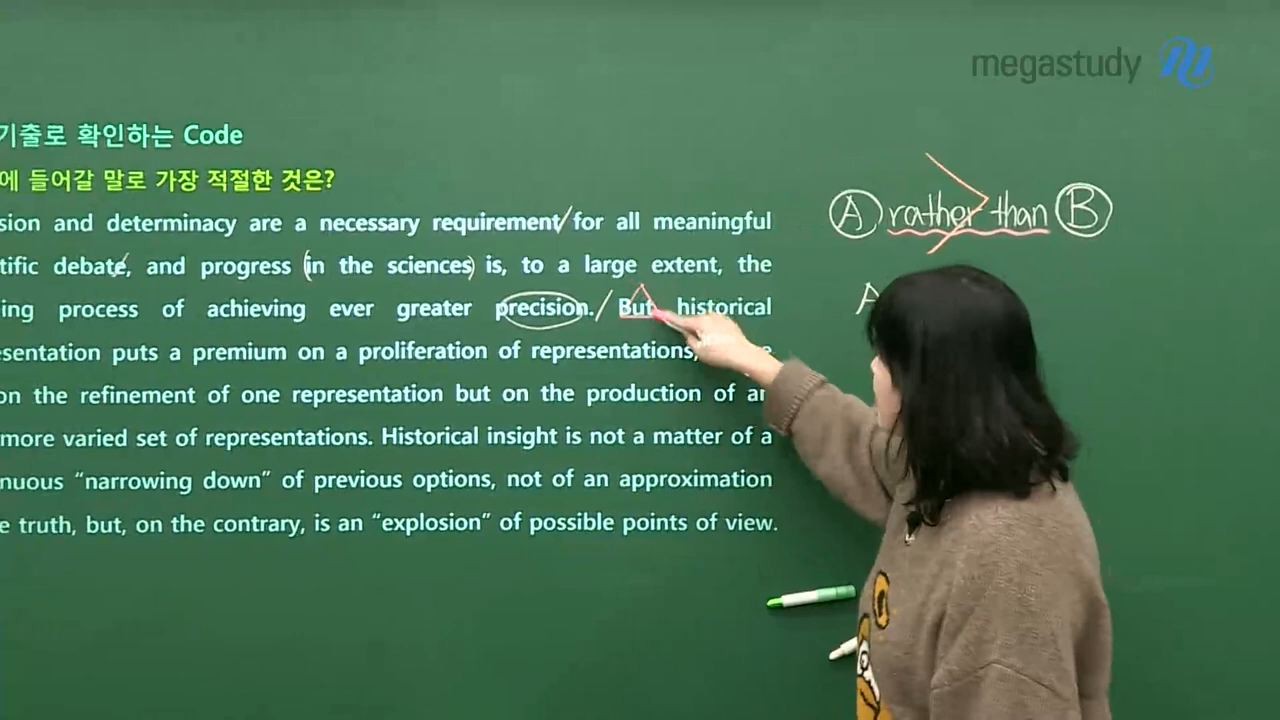 megastudy
기출로 확인하는 Code
에 들어갈 말로 가장 적절한 것은?
sion and determinacy are a necessary requirement for all meaningful
tific debate, and progress (in the sciences) is, to a large extent, the
ing process of achieving ever greater precision. But historical
esentation puts a premium on a proliferation of representations,
on the refinement of one representation but on the production of an
more varied set of representations. Historical insight is not a matter of a
nuous “narrowing down” of previous options, not of an approximation
e truth, but, on the contrary, is an “explosion” of possible points of view.
A rather than B
A